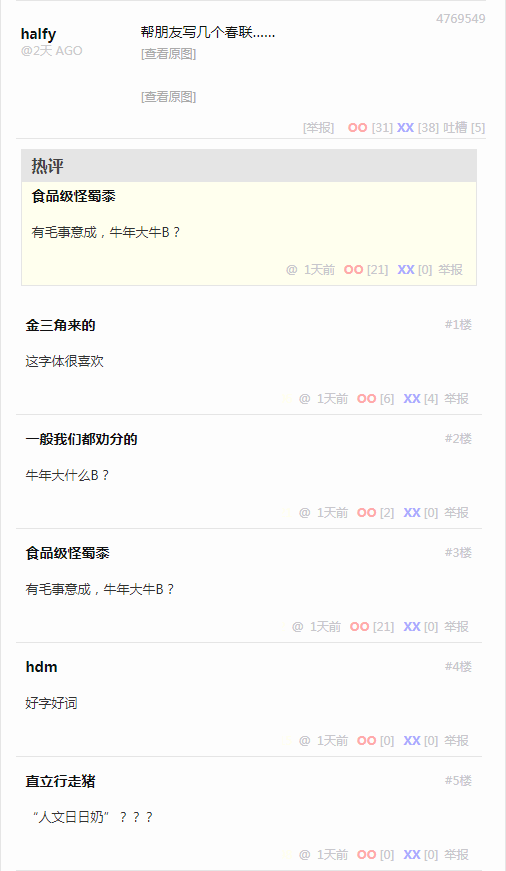 4769549
halfy
@2天 AGO
帮朋友写几个春联……
[查看原图]
[查看原图]
[举报] OO [31] XX [38] 吐槽 [5]
热评
食品级怪蜀黍
有毛事意成，牛年大牛B？
@ 1天前 OO [21] XX [0] 举报
金三角来的 #1楼
这字体很喜欢
@ 1天前 OO [6] XX [4] 举报
一般我们都劝分的 #2楼
牛年大什么B？
@ 1天前 OO [2] XX [0] 举报
食品级怪蜀黍 #3楼
有毛事意成，牛年大牛B？
@ 1天前 OO [21] XX [0] 举报
hdm #4楼
好字好词
@ 1天前 OO [0] XX [0] 举报
直立行走猪 #5楼
“人文日日奶”？？？
@ 1天前 OO [0] XX [0] 举报